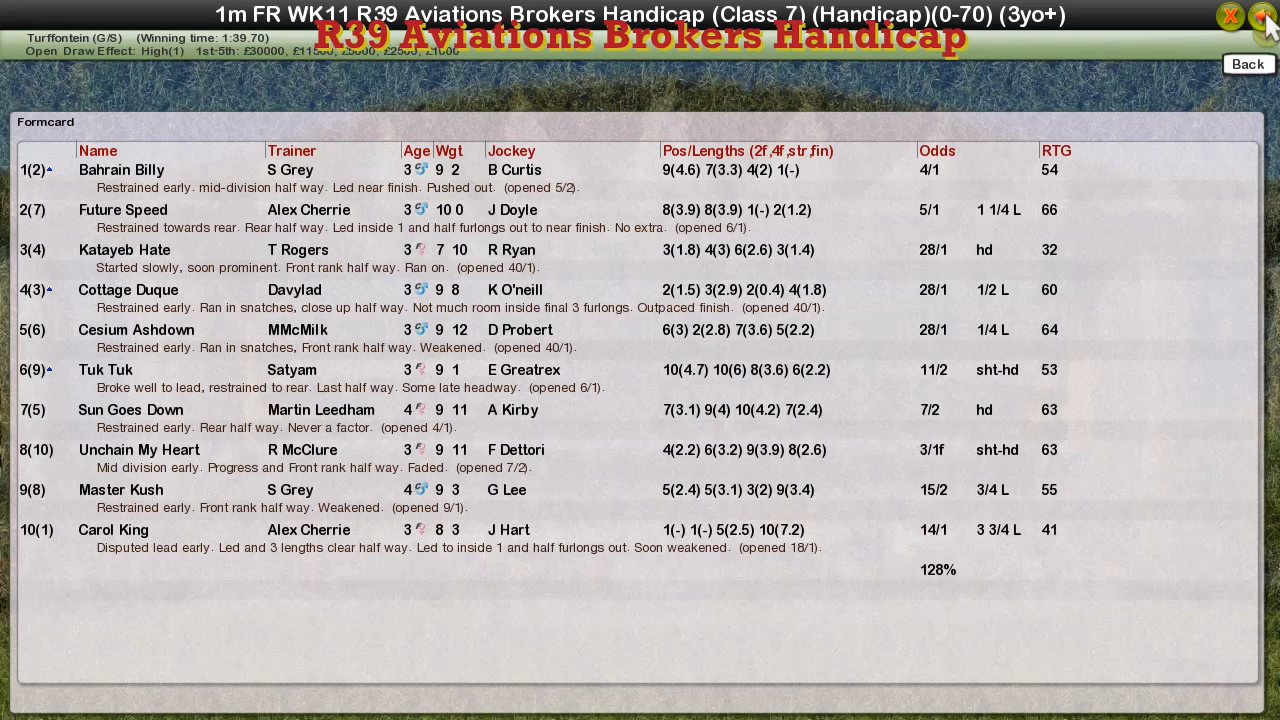 1m FR WK11 R39 Aviations Brokers Handicap (Class 7) (Handicap)(0-70) (3yo+)
R39 Aviations Brokers Handicap
Turffontein (G/S) (Winning time: 1:39.70)
Open Draw Effect: High(1) 1st-5th: £30000, £11500, £5000, £2500, £1000
X
Back
Formcard
Name Trainer Age Wgt Jockey Pos/Lengths (2f,4f,str,fin) Odds RTG
1(2) Bahrain Billy S Grey 3 9 2 B Curtis 9(4.6) 7(3.3) 4(2) 1(-) 4/1 54
Restrained early. mid-division half way. Led near finish. Pushed out. (opened 5/2).
2(7) Future Speed Alex Cherrie 3 10 0 J Doyle 8(3.9) 8(3.9) 1(-) 2(1.2) 5/1 1 1/4 L 66
Restrained towards rear. Rear half way. Led inside 1 and half furlongs out to near finish. No extra. (opened 6/1).
3(4) Katayeb Hate T Rogers 3 7 10 R Ryan 3(1.8) 4(3) 6(2.6) 3(1.4) 28/1 hd 32
Started slowly, soon prominent. Front rank half way. Ran on. (opened 40/1).
4(3) Cottage Duque Davylad 3 9 8 K O'neill 2(1.5) 3(2.9) 2(0.4) 4(1.8) 28/1 1/2 L 60
Restrained early. Ran in snatches, close up half way. Not much room inside final 3 furlongs. Outpaced finish. (opened 40/1).
5(6) Cesium Ashdown MMcMilk 3 9 12 D Probert 6(3) 2(2.8) 7(3.6) 5(2.2) 28/1 1/4 L 64
Restrained early. Ran in snatches, Front rank half way. Weakened. (opened 40/1).
6(9) Tuk Tuk Satyam 3 9 1 E Greatrex 10(4.7) 10(6) 8(3.6) 6(2.2) 11/2 sht-hd 53
Broke well to lead, restrained to rear. Last half way. Some late headway. (opened 6/1).
7(5) Sun Goes Down Martin Leedham 4 9 11 A Kirby 7(3.1) 9(4) 10(4.2) 7(2.4) 7/2 hd 63
Restrained early. Rear half way. Never a factor. (opened 4/1).
8(10) Unchain My Heart R McClure 3 9 11 F Dettori 4(2.2) 6(3.2) 9(3.9) 8(2.6) 3/1f sht-hd 63
Mid division early. Progress and Front rank half way. Faded. (opened 7/2).
9(8) Master Kush S Grey 4 9 3 G Lee 5(2.4) 5(3.1) 3(2) 9(3.4) 15/2 3/4 L 55
Restrained early. Front rank half way. Weakened. (opened 9/1).
10(1) Carol King Alex Cherrie 3 8 3 J Hart 1(-) 1(-) 5(2.5) 10(7.2) 14/1 3 3/4 L 41
Disputed lead early. Led and 3 lengths clear half way. Led to inside 1 and half furlongs out. Soon weakened. (opened 18/1).
128%